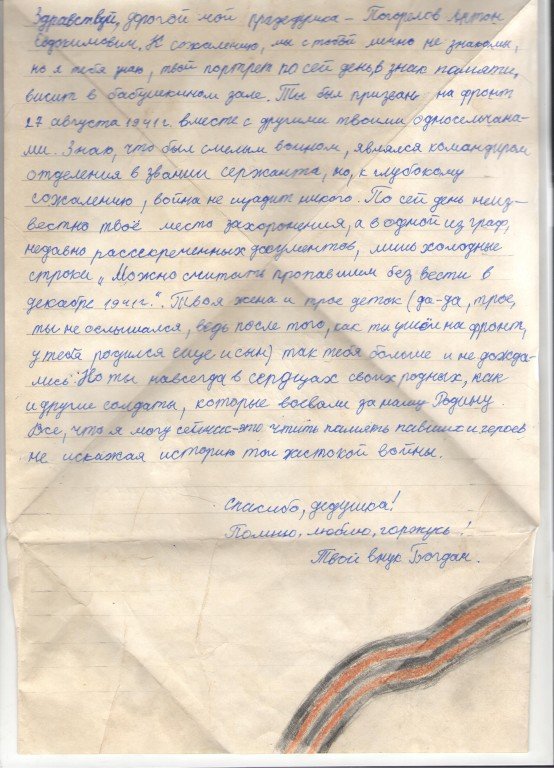 Здравствуй, дорогой мой прадедушка – Погорелов Антон
Евфимович. К сожалению, мы с тобой лично не знакомы,
но я тебя знаю, твой портрет по сей день, в знак памяти,
висит в бабушкином зале. Ты был призван на фронт
27 августа 1941 г. вместе с другими твоими односельчана-
ми. Знаю, что был смелым воином, являлся командиром
отделения в звании сержанта, но, к глубокому
сожалению, война не щадит никого. По сей день неиз-
вестно твоё место захоронения, а в одной из граф,
недавно рассекреченных документов, лишь холодные
строки „Можно считать пропавшим без вести в
декабре 1941 г.“. Твоя жена и трое деток (да-да, трое,
ты не ослышался, ведь после того, как ты ушёл на фронт,
у тебя родился еще и сын) так тебя больше и не дожда-
лись. Но ты навсегда в сердцах своих родных, как
и другие солдаты, которые воевали за нашу Родину.
Все, что я могу сейчас-это чтить память павших и героев
не искажая историю той жестокой войны.
Спасибо, дедушка!
Помню, люблю, горжусь!
Твой внук Богдан.